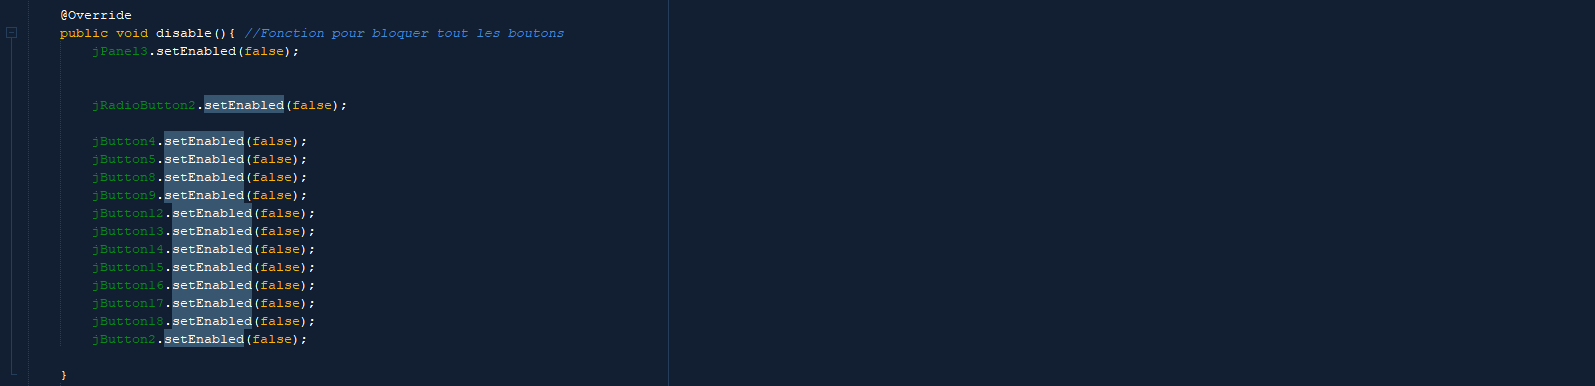 @Override
public void disable(){ //Fonction pour bloquer tout les boutons
jPanel3.setEnabled(false);
jRadioButton2.setEnabled(false);
jButton4.setEnabled(false);
jButton5.setEnabled(false);
jButton8.setEnabled(false);
jButton9.setEnabled(false);
jButton12.setEnabled(false);
jButton13.setEnabled(false);
jButton14.setEnabled(false);
jButton15.setEnabled(false);
jButton16.setEnabled(false);
jButton17.setEnabled(false);
jButton18.setEnabled(false);
jButton2.setEnabled(false);
}